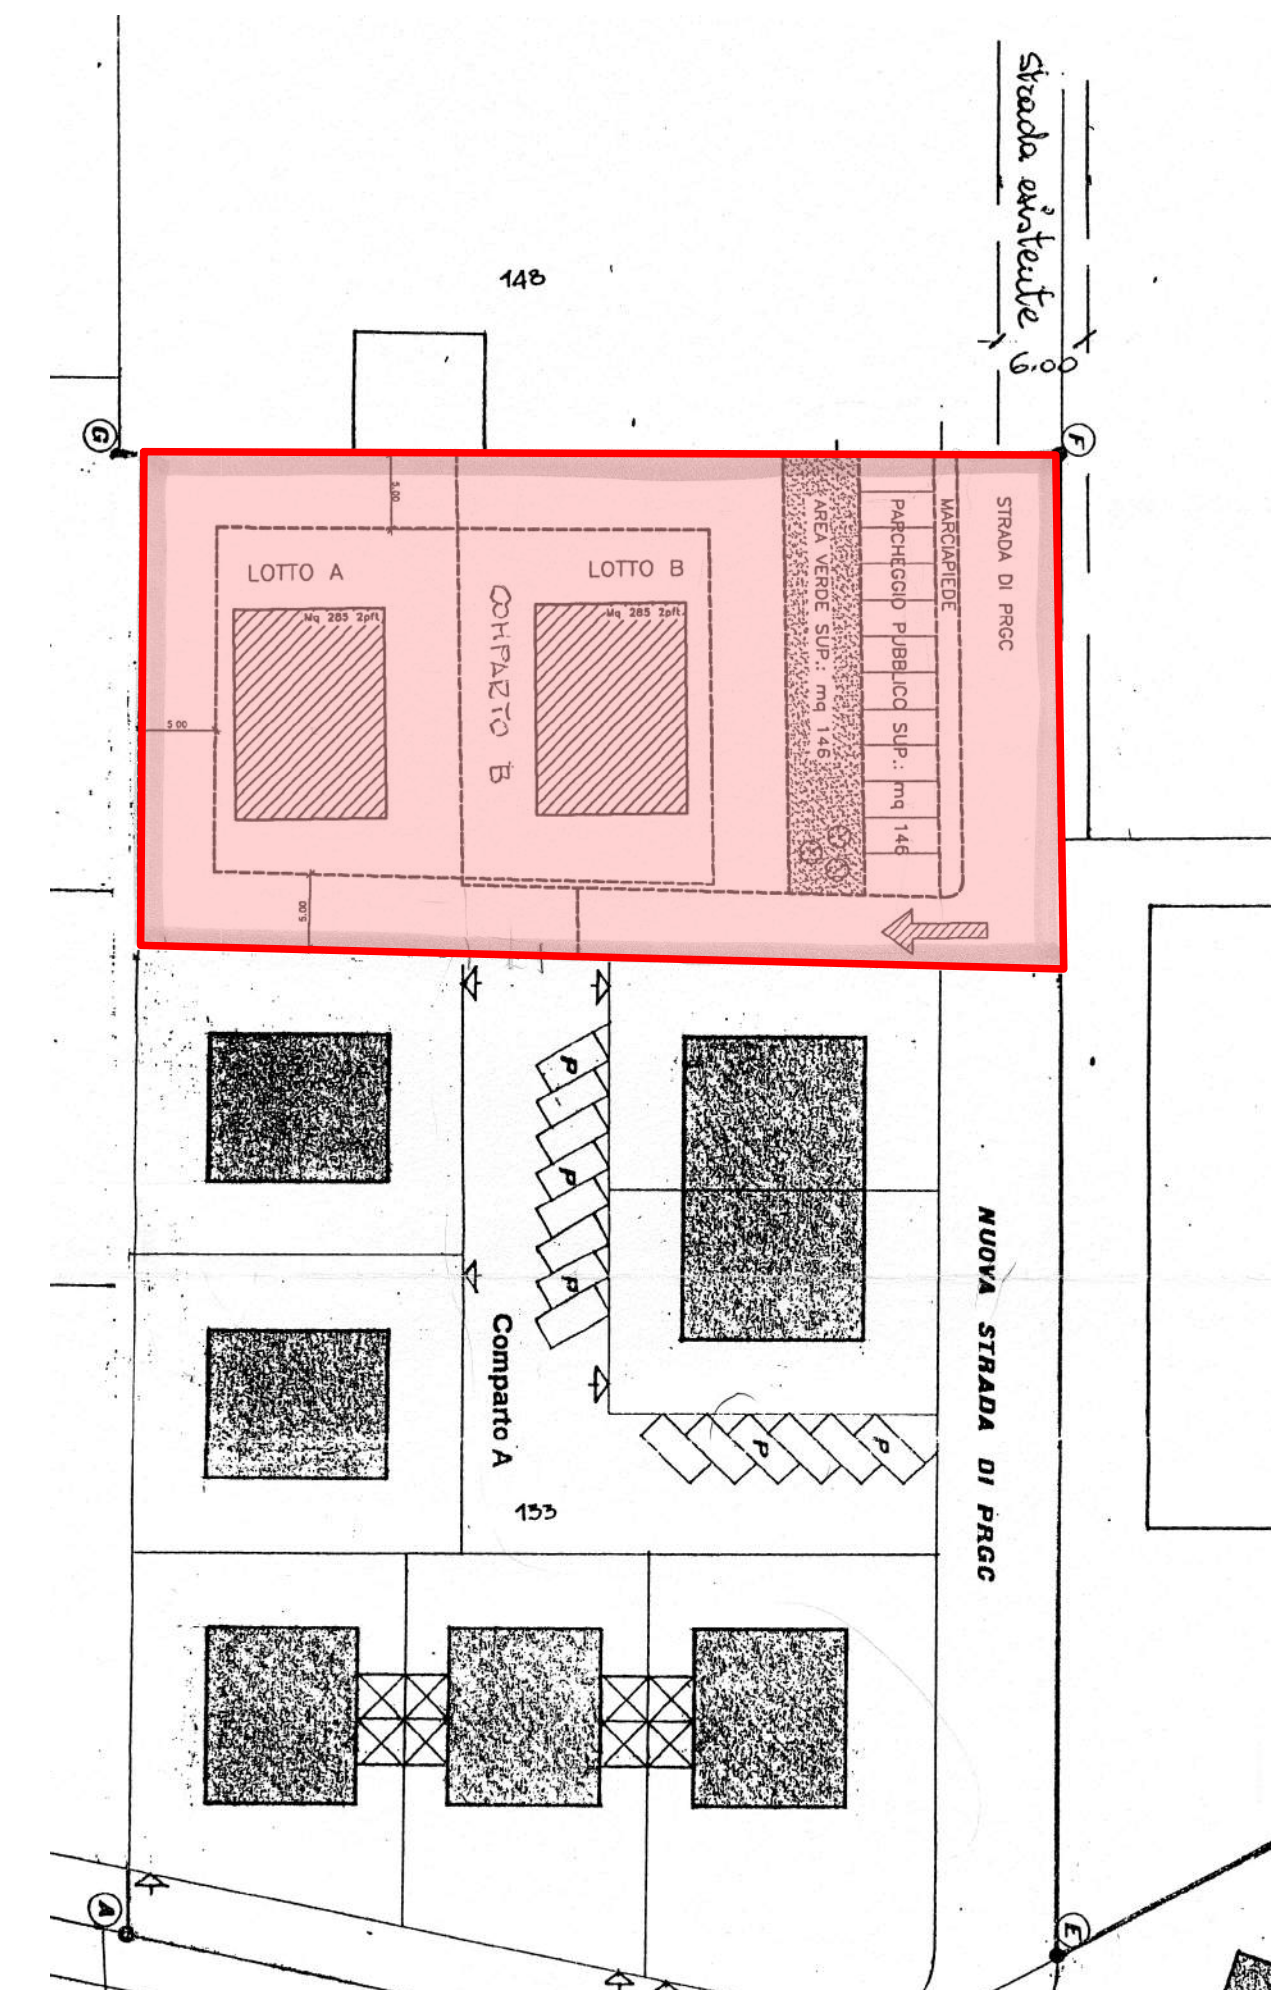 Strada esistente
6.00
148
G
F
5.00
STRADA DI PRGC
MARCIAPIEDE
PARCHEGGIO PUBBLICO SUP.: mq 146
AREA VERDE SUP.: mq 146
LOTTO A
LOTTO B
Mq 285 2pft.
Mq 285 2pft.
COMPARTO B
5.00
5.00
P
P
P
Comparto A
NUOVA STRADA DI PRGC
P
P
133
A
E